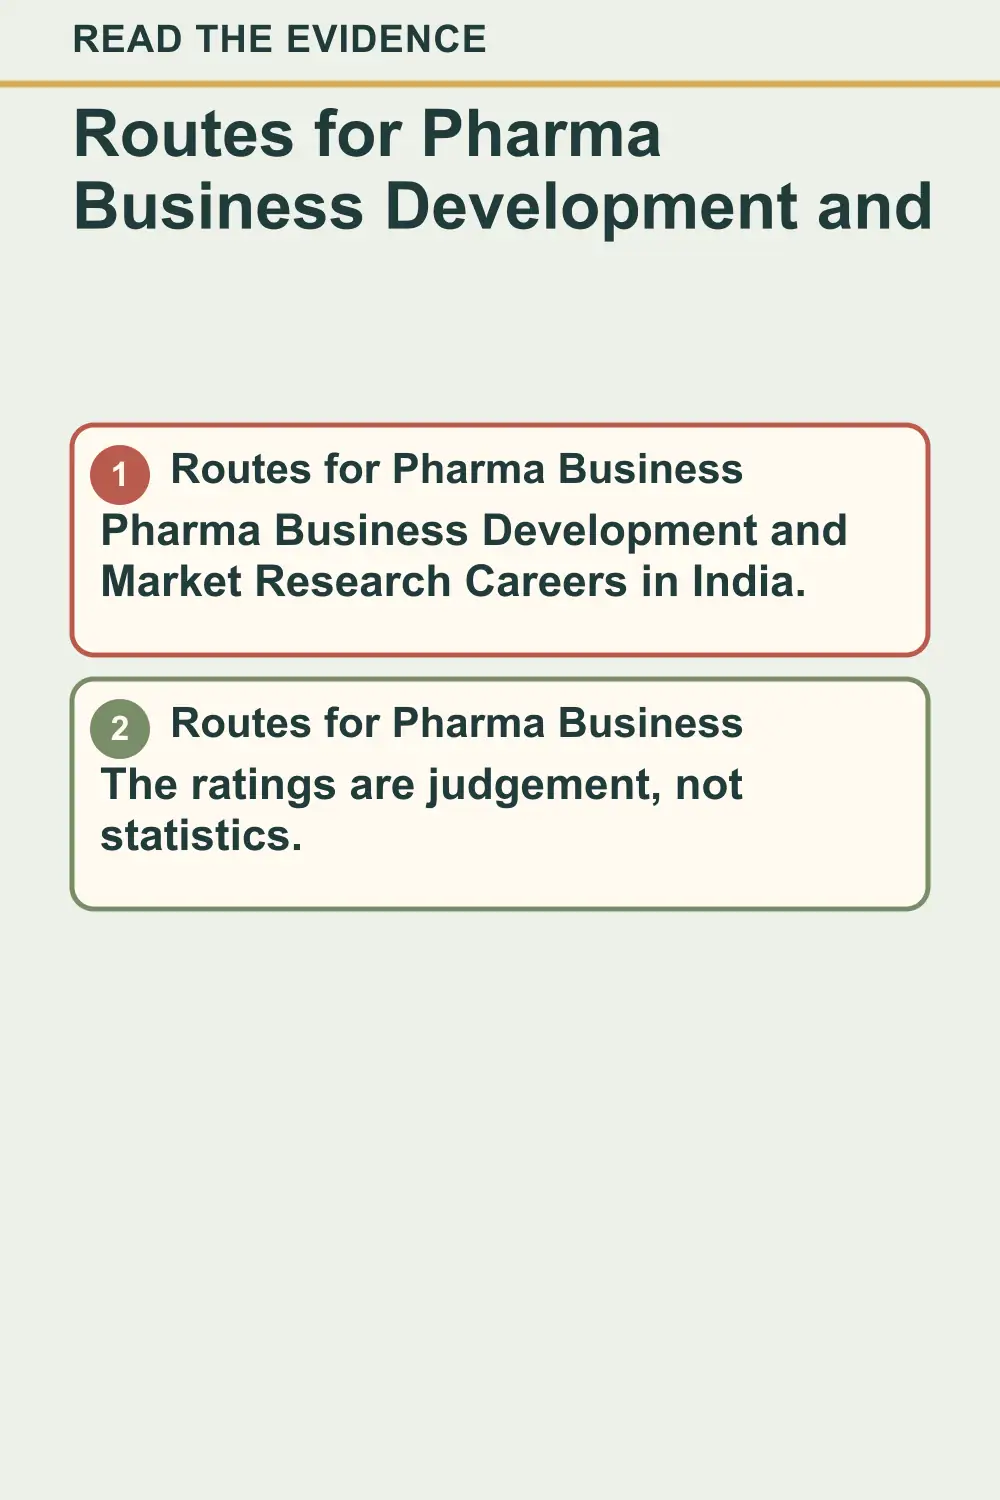 READ THE EVIDENCE
Routes for Pharma
Business Development and
1 Routes for Pharma Business
Pharma Business Development and
Market Research Careers in India.
2 Routes for Pharma Business
The ratings are judgement, not
statistics.